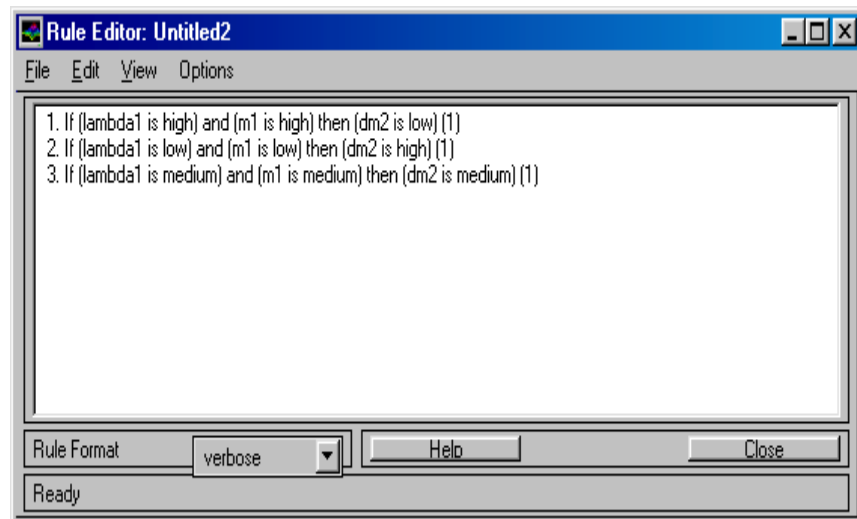 Rule Editor: Untitled2
File Edit View Options
1. If (lambda1 is high) and (m1 is high) then (dm2 is low) (1)
2. If (lambda1 is low) and (m1 is low) then (dm2 is high) (1)
3. If (lambda1 is medium) and (m1 is medium) then (dm2 is medium) (1)
Rule Format verbose Help Close
Ready